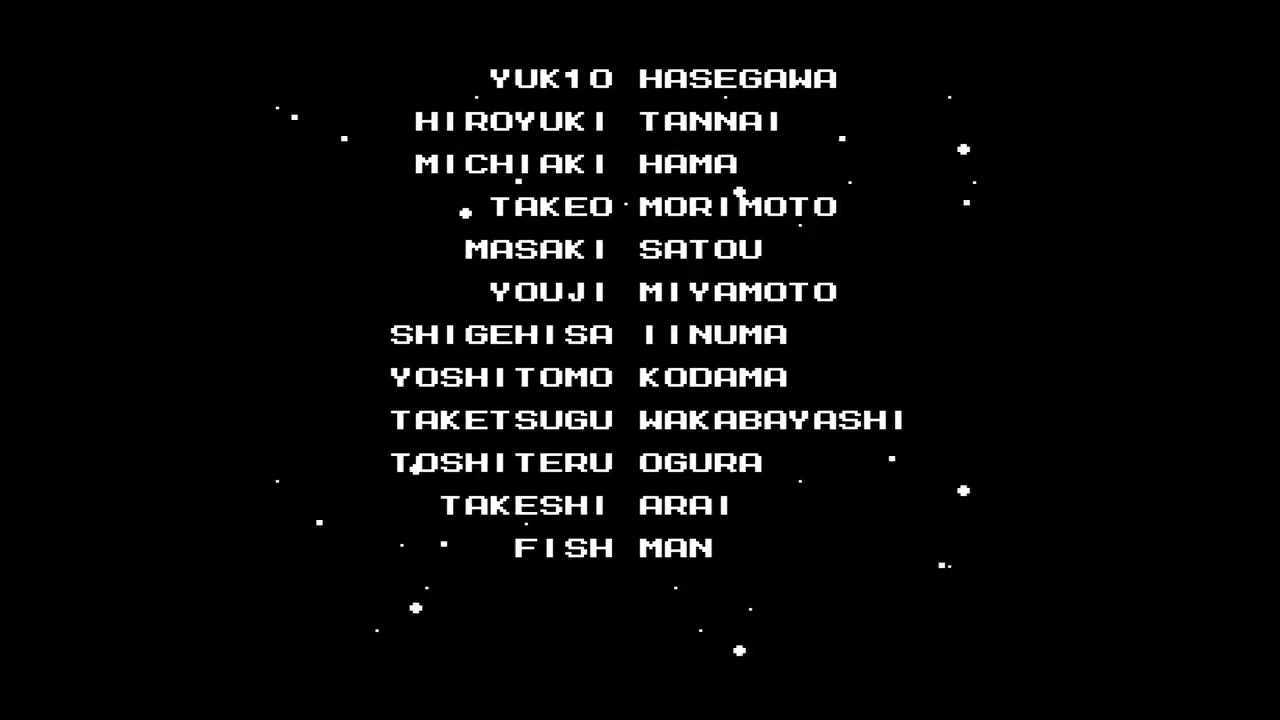 YUK1O HASEGAWA
HIROYUKI TANNAI
MICHIAKI HAMA
TAKEO MORIMOTO
MASAKI SATOU
YOUJI MIYAMOTO
SHIGEHISA IINUMA
YOSHITOMO KODAMA
TAKETSUGU WAKABAYASHI
TOSHITERU OGURA
TAKESHI ARAI
FISH MAN